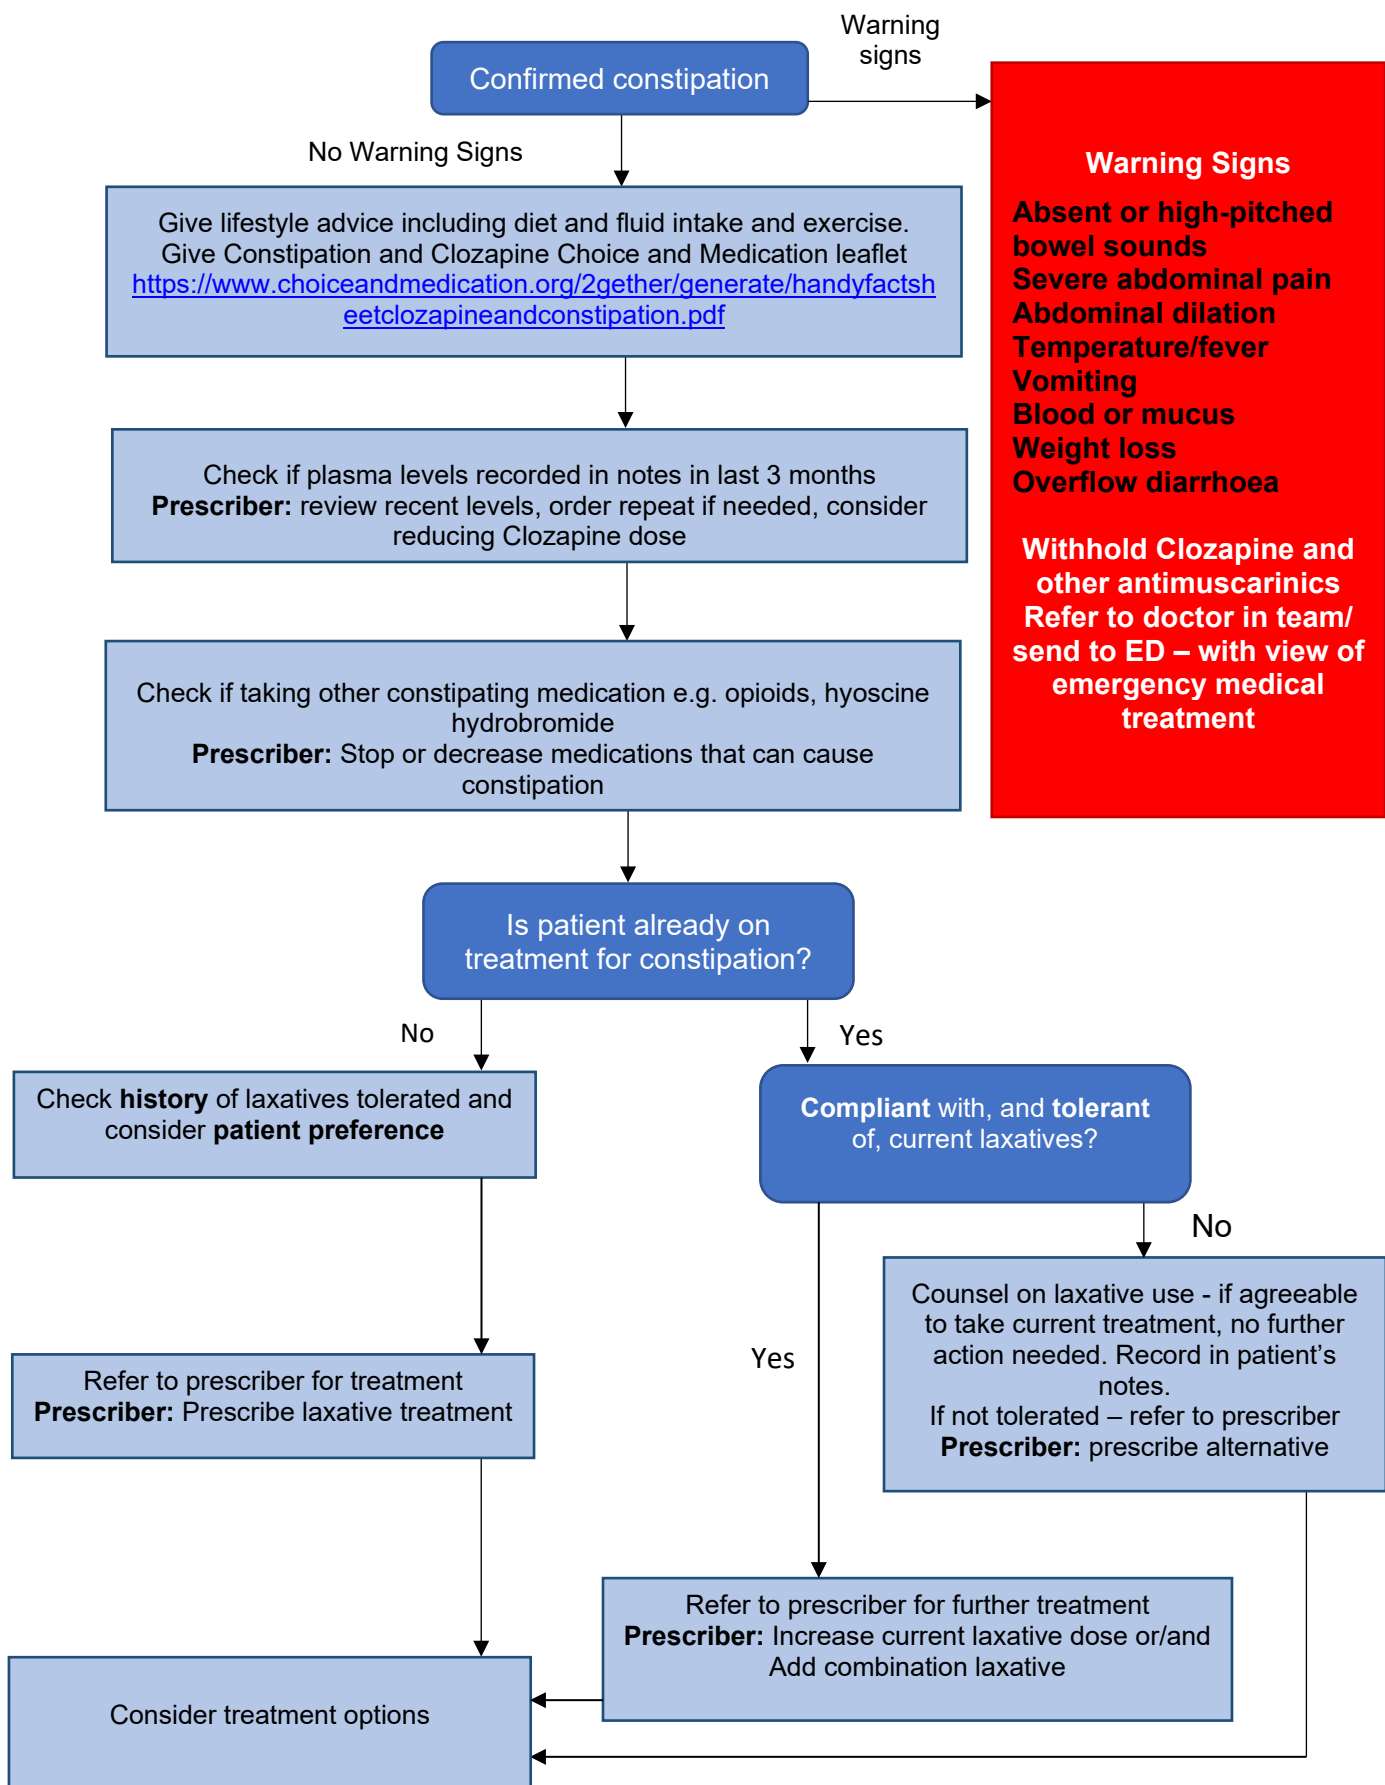 Warning
signs
Confirmed constipation
No Warning Signs
Warning Signs
Absent or high-pitched
bowel sounds
Severe abdominal pain
Abdominal dilation
Temperature/fever
Vomiting
Blood or mucus
Weight loss
Overflow diarrhoea
Withhold Clozapine and
other antimuscarinics
Refer to doctor in team/
send to ED – with view of
emergency medical
treatment
Give lifestyle advice including diet and fluid intake and exercise.
Give Constipation and Clozapine Choice and Medication leaflet
https://www.choiceandmedication.org/2gether/generate/handyfactsh
eetclozapineandconstipation.pdf
Check if plasma levels recorded in notes in last 3 months
Prescriber: review recent levels, order repeat if needed, consider
reducing Clozapine dose
Check if taking other constipating medication e.g. opioids, hyoscine
hydrobromide
Prescriber: Stop or decrease medications that can cause
constipation
Is patient already on
treatment for constipation?
No
Yes
Check history of laxatives tolerated and
consider patient preference
Compliant with, and tolerant
of, current laxatives?
No
Yes
Counsel on laxative use - if agreeable
to take current treatment, no further
action needed. Record in patient’s
notes.
If not tolerated – refer to prescriber
Prescriber: prescribe alternative
Refer to prescriber for treatment
Prescriber: Prescribe laxative treatment
Refer to prescriber for further treatment
Prescriber: Increase current laxative dose or/and
Add combination laxative
Consider treatment options